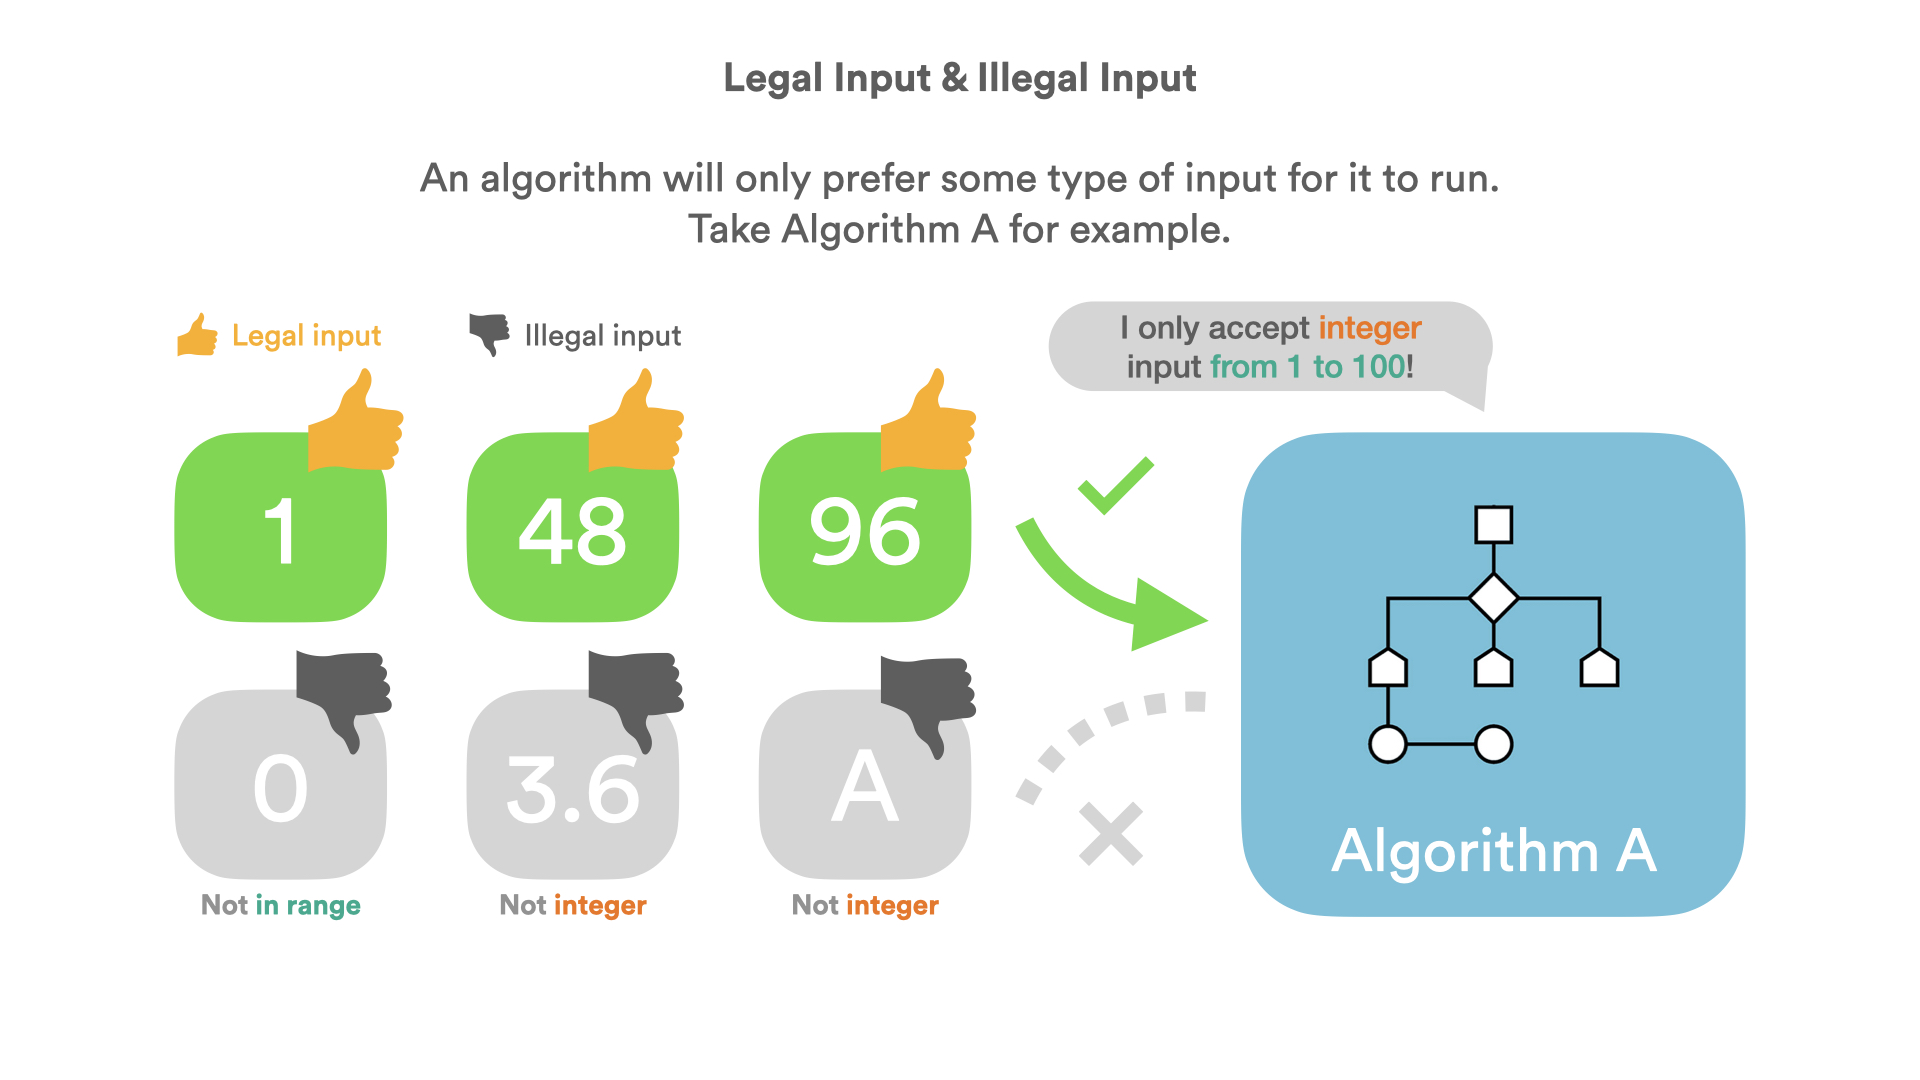 Legal Input & Illegal Input
An algorithm will only prefer some type of input for it to run.
Take Algorithm A for example.
Legal input
Illegal input
I only accept integer
input from 1 to 100!
1
48
96
0
3.6
A
Not in range
Not integer
Not integer
Algorithm A